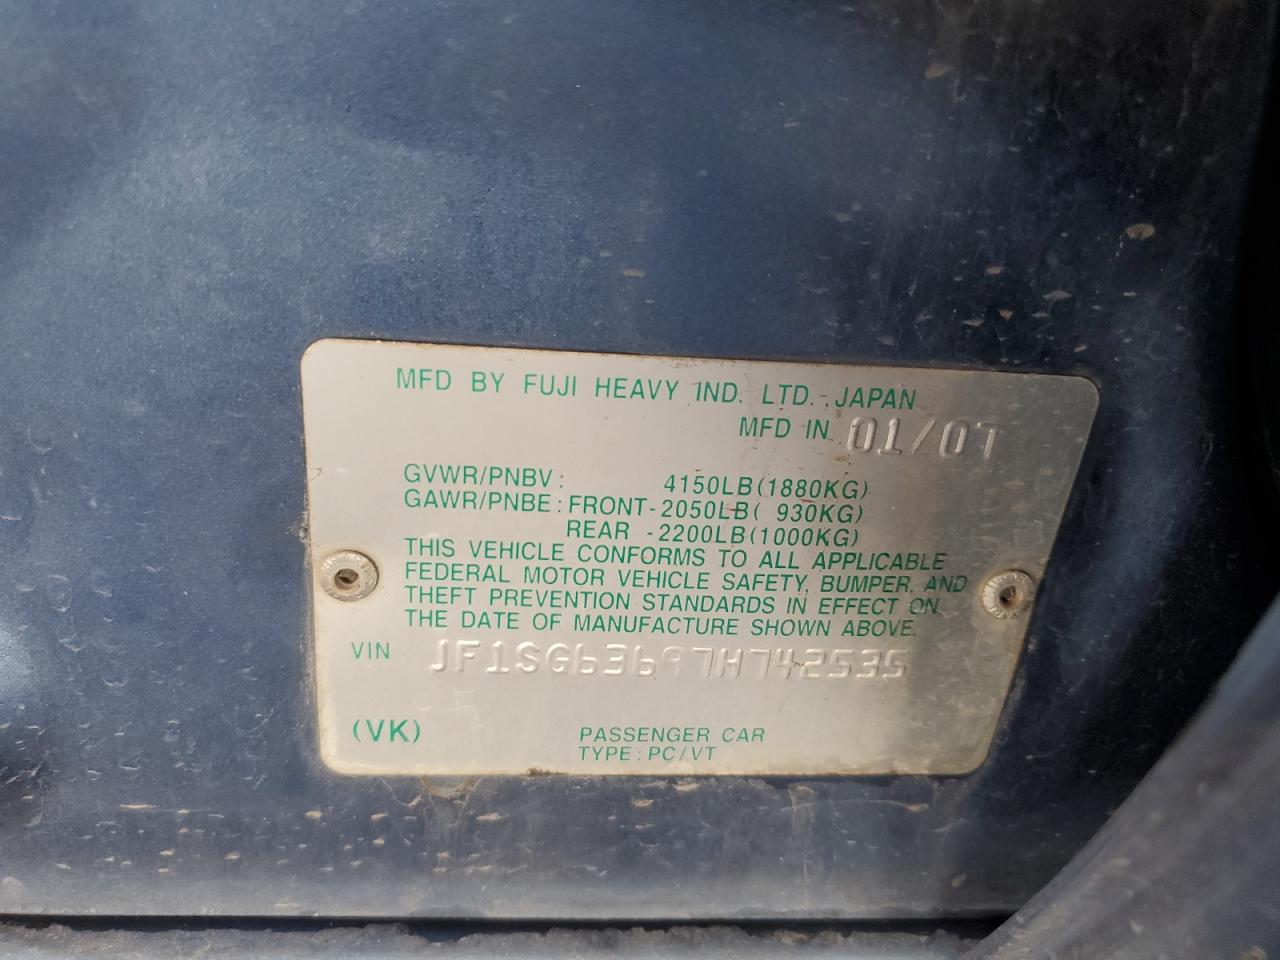 MFD BY FUJI HEAVY IND. LTD. JAPAN
MFD IN 01/07
GVWR/PNBV: 4150LB(1880KG)
GAWR/PNBE: FRONT-2050LB( 930KG)
REAR -2200LB(1000KG)
THIS VEHICLE CONFORMS TO ALL APPLICABLE
FEDERAL MOTOR VEHICLE SAFETY, BUMPER, AND
THEFT PREVENTION STANDARDS IN EFFECT ON
THE DATE OF MANUFACTURE SHOWN ABOVE.
VIN JF1SG63697H742535
(VK) PASSENGER CAR
TYPE: PC/VT